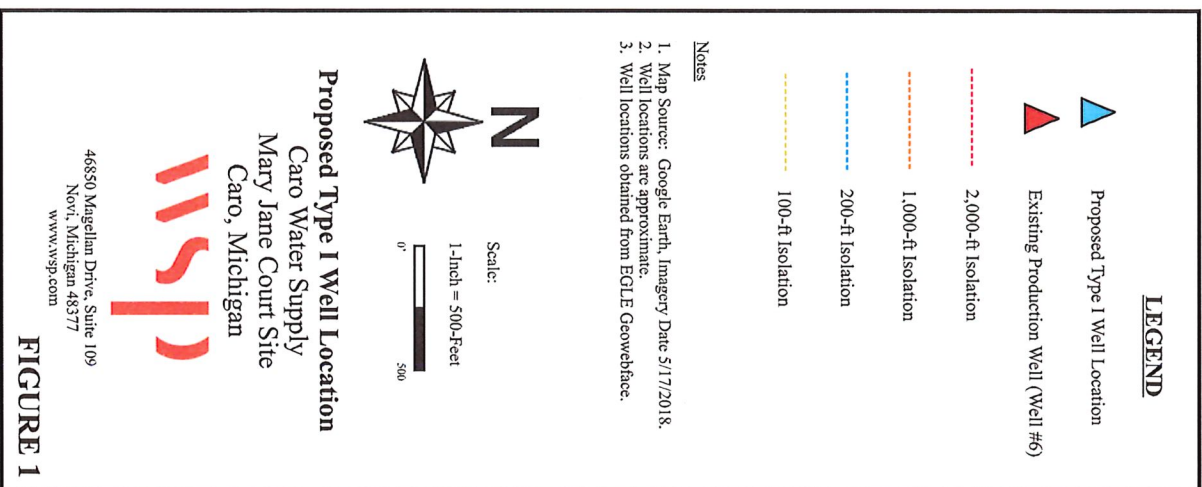 LEGEND
Proposed Type I Well Location
Existing Production Well (Well #6)
2,000-ft Isolation
1,000-ft Isolation
200-ft Isolation
100-ft Isolation
Notes
1. Map Source: Google Earth, Imagery Date 5/17/2018.
2. Well locations are approximate.
3. Well locations obtained from EGLE Geowebface.
N
Scale:
1-Inch = 500-Feet
0' 500
Proposed Type I Well Location
Caro Water Supply
Mary Jane Court Site
Caro, Michigan
wsp
46850 Magellan Drive, Suite 109
Novi, Michigan 48377
www.wsp.com
FIGURE 1